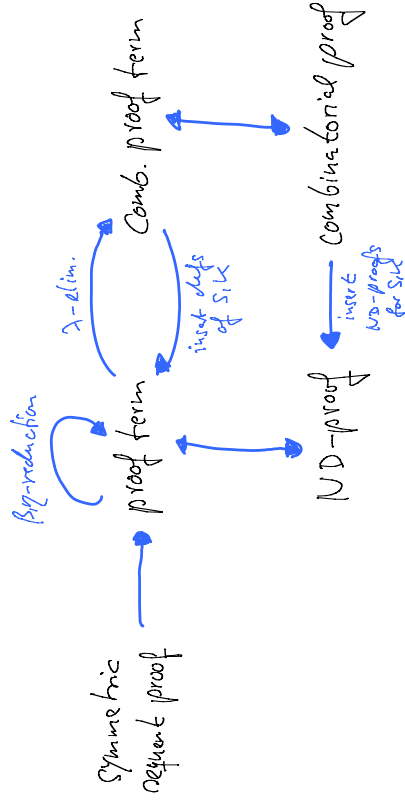 Symmetric
sequent proof
β,η-reduction
proof term
λ-elim.
insert defs
of S,K
Comb. proof term
ND-proof
insert
ND-proofs
for S,K
combinatorial proof